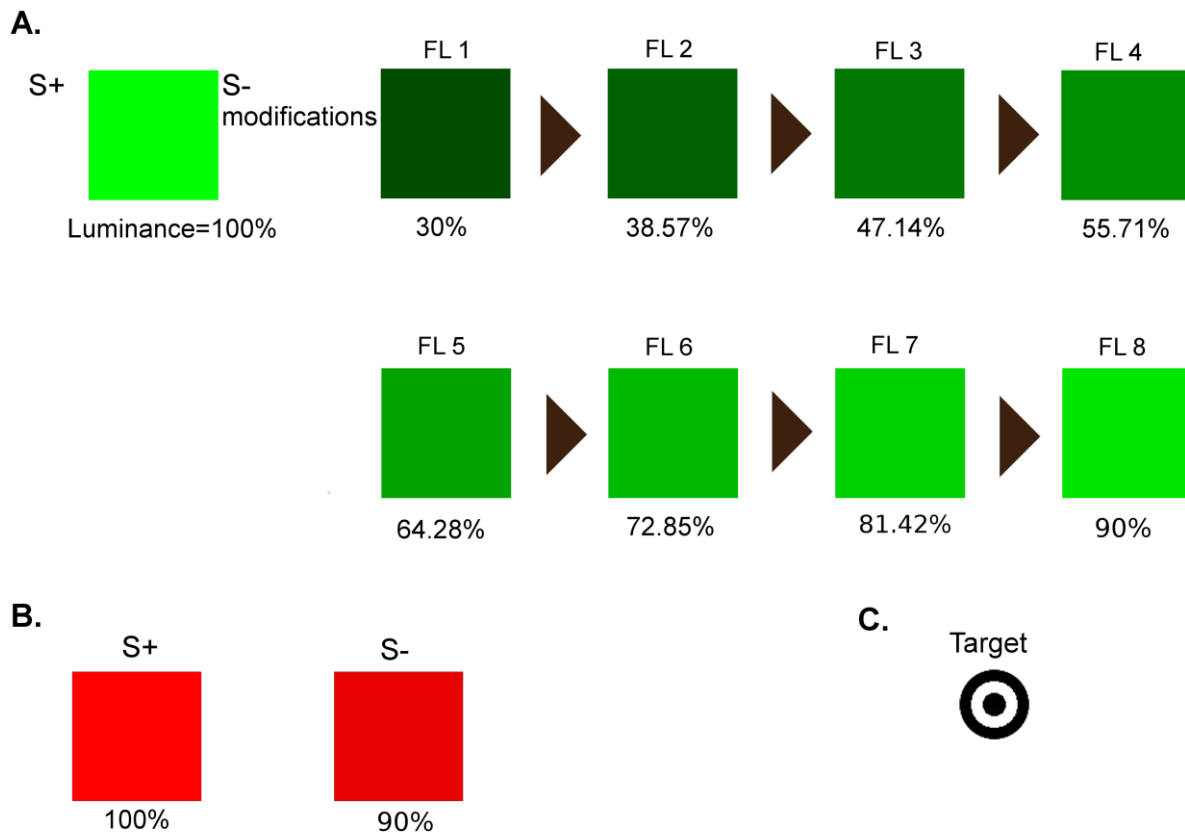 A.
S+
S-
modifications
Luminance=100%
FL 1
FL 2
FL 3
FL 4
30%
38.57%
47.14%
55.71%
FL 5
FL 6
FL 7
FL 8
64.28%
72.85%
81.42%
90%
B.
S+
S-
100%
90%
C.
Target